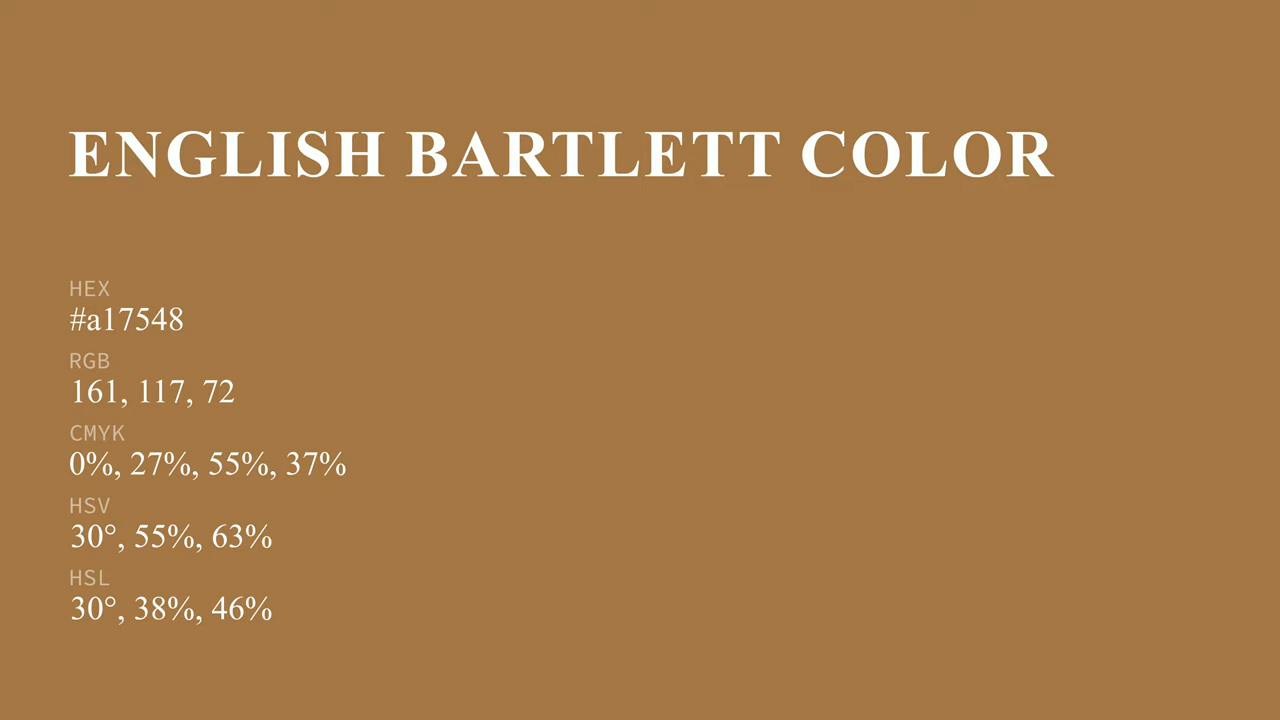 ENGLISH BARTLETT COLOR
HEX
#a17548
RGB
161, 117, 72
CMYK
0%, 27%, 55%, 37%
HSV
30°, 55%, 63%
HSL
30°, 38%, 46%